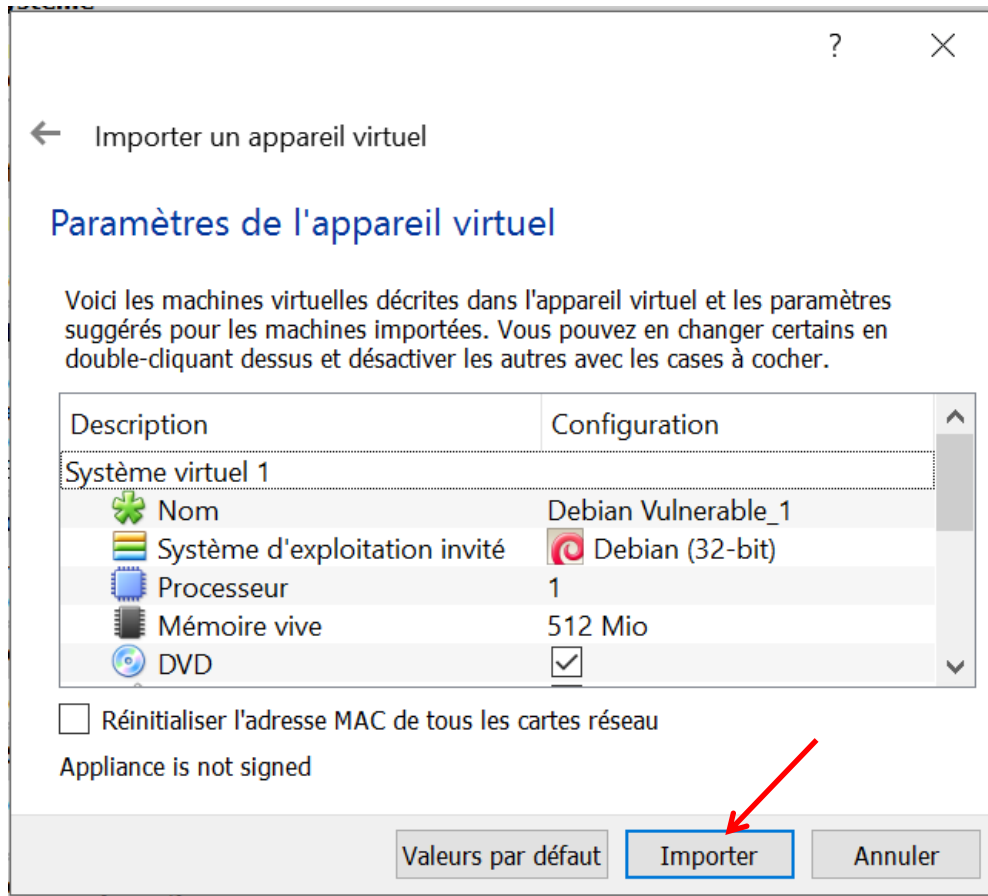 ?
Importer un appareil virtuel
Paramètres de l'appareil virtuel
Voici les machines virtuelles décrites dans l'appareil virtuel et les paramètres
suggérés pour les machines importées. Vous pouvez en changer certains en
double-cliquant dessus et désactiver les autres avec les cases à cocher.
Description Configuration
Système virtuel 1
Nom Debian Vulnerable_1
Système d'exploitation invité Debian (32-bit)
Processeur 1
Mémoire vive 512 Mio
DVD
Réinitialiser l'adresse MAC de tous les cartes réseau
Appliance is not signed
Valeurs par défaut Importer Annuler